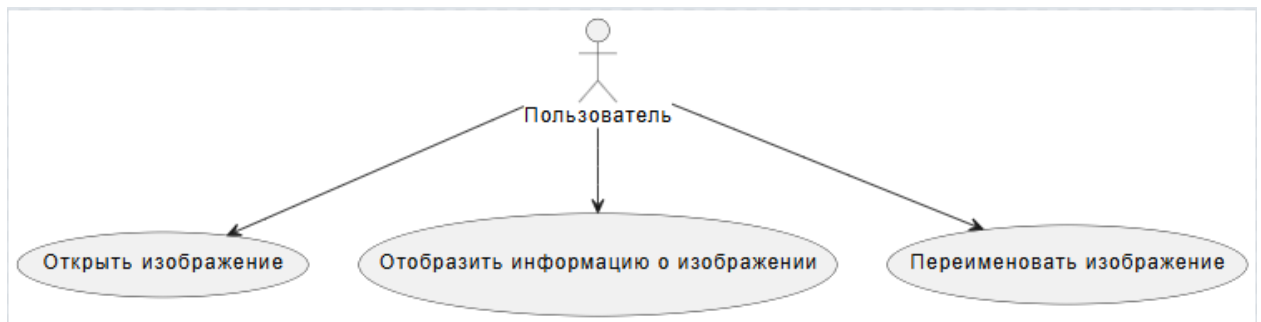 Пользователь
Открыть изображение
Отобразить информацию о изображении
Переименовать изображение